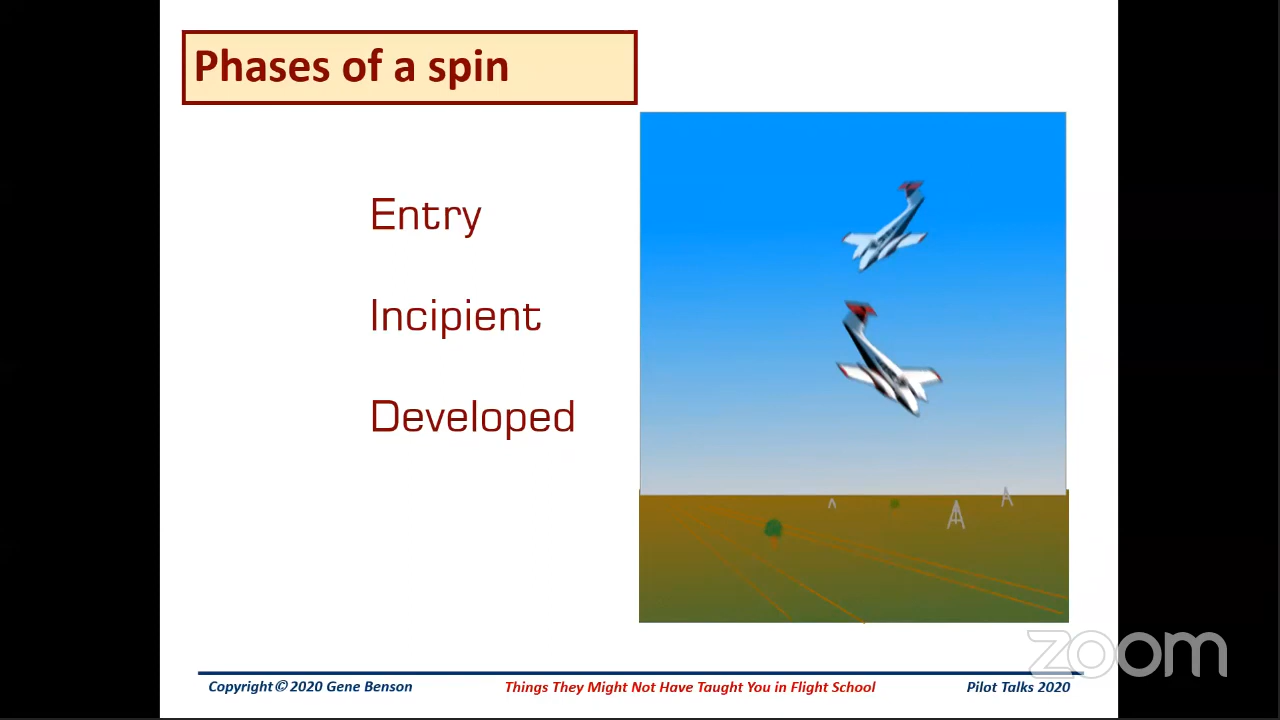 Phases of a spin
Entry
Incipient
Developed
zoom
Copyright© 2020 Gene Benson
Things They Might Not Have Taught You in Flight School
Pilot Talks 2020